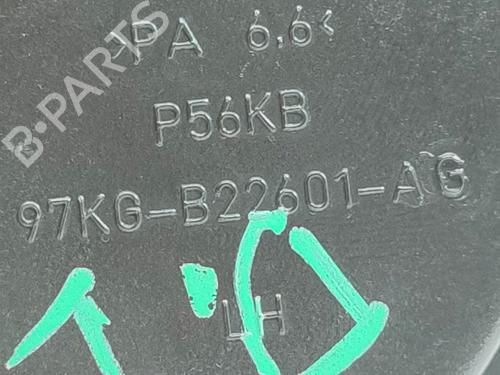 >PA 6.6<
P56KB
97KG-B22601-AG
LH
B-PARTS